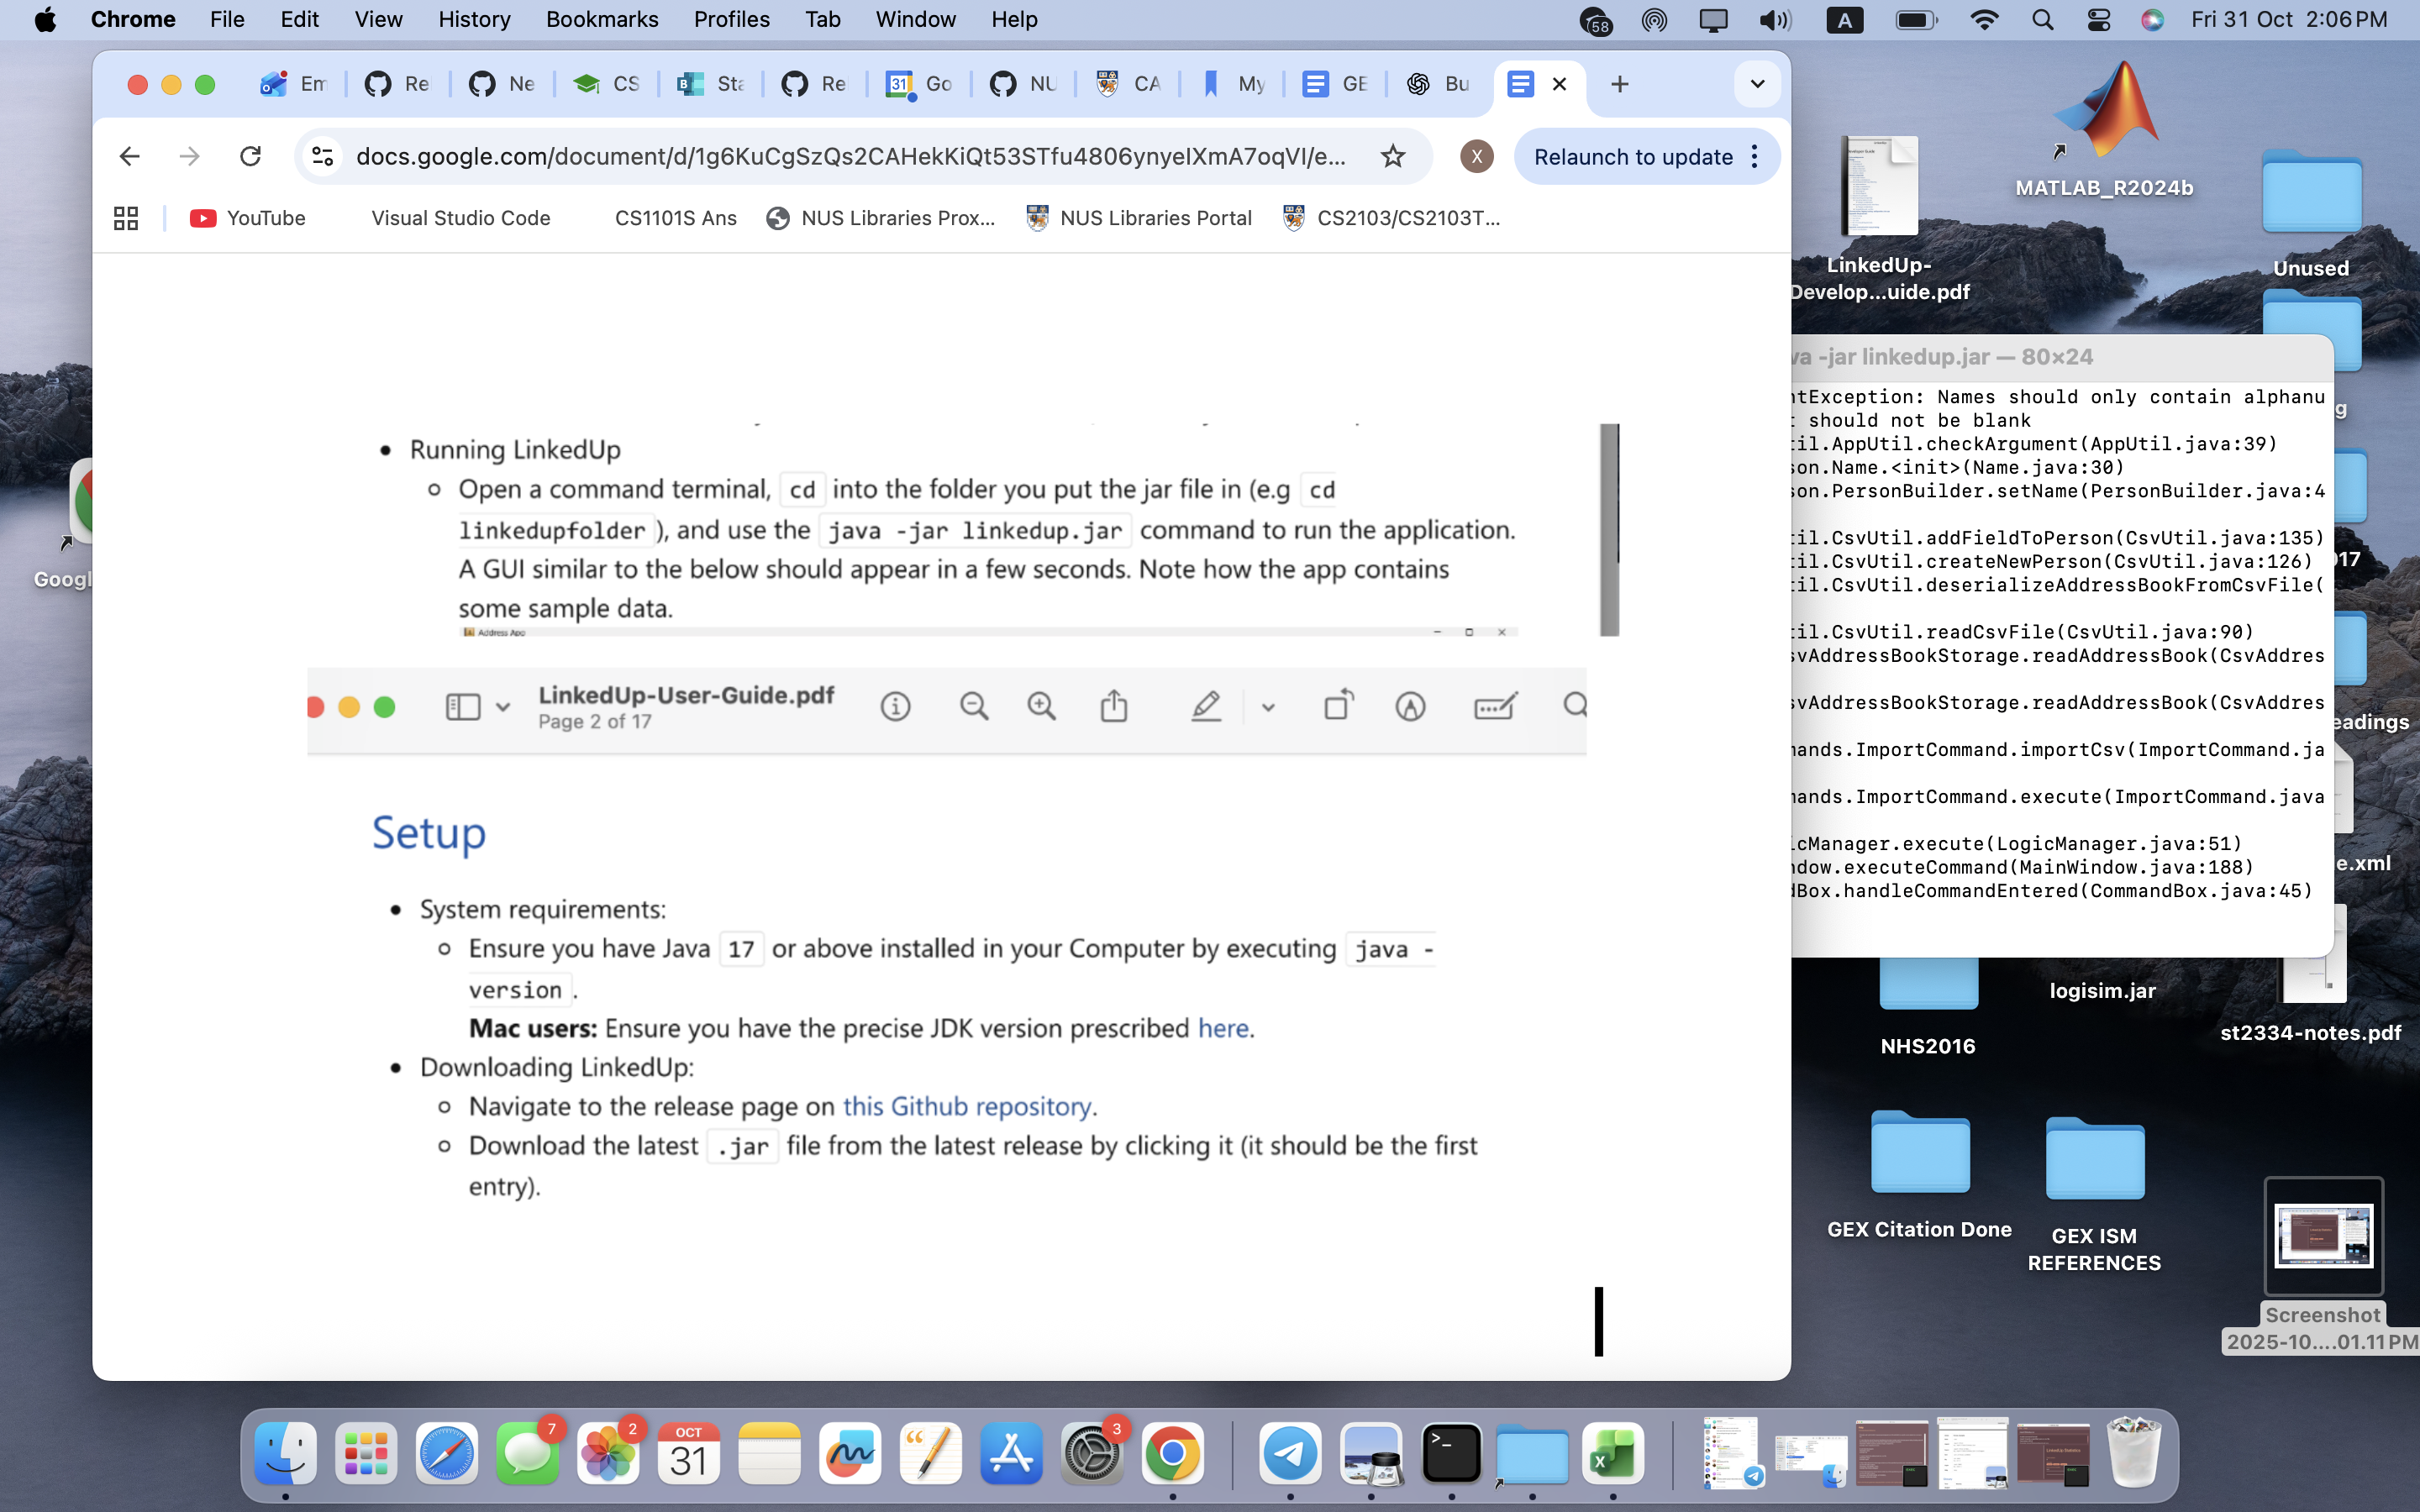 Chrome File Edit View History Bookmarks Profiles Tab Window Help
58 A Fri 31 Oct 2:06 PM
Em Re Ne CS Sta Re 31 Go NU CA My GE Bu
docs.google.com/document/d/1g6KuCgSzQs2CAHekKiQt53STfu4806ynyeIXmA7oqVI/e...
X Relaunch to update
YouTube Visual Studio Code CS1101S Ans NUS Libraries Prox... NUS Libraries Portal CS2103/CS2103T...
Running LinkedUp
Open a command terminal, cd into the folder you put the jar file in (e.g cd
linkedupfolder ), and use the java -jar linkedup.jar command to run the application.
A GUI similar to the below should appear in a few seconds. Note how the app contains
some sample data.
Address App
LinkedUp-User-Guide.pdf
Page 2 of 17
Setup
System requirements:
Ensure you have Java 17 or above installed in your Computer by executing java -
version .
Mac users: Ensure you have the precise JDK version prescribed here.
Downloading LinkedUp:
Navigate to the release page on this Github repository.
Download the latest .jar file from the latest release by clicking it (it should be the first
entry).
Googl
LinkedUp-
Develop...uide.pdf
MATLAB_R2024b
Unused
va -jar linkedup.jar — 80×24
ntException: Names should only contain alphanu
t should not be blank
til.AppUtil.checkArgument(AppUtil.java:39)
son.Name.<init>(Name.java:30)
son.PersonBuilder.setName(PersonBuilder.java:4
til.CsvUtil.addFieldToPerson(CsvUtil.java:135)
til.CsvUtil.createNewPerson(CsvUtil.java:126)
til.CsvUtil.deserializeAddressBookFromCsvFile(
til.CsvUtil.readCsvFile(CsvUtil.java:90)
svAddressBookStorage.readAddressBook(CsvAddres
svAddressBookStorage.readAddressBook(CsvAddres
mands.ImportCommand.importCsv(ImportCommand.ja
mands.ImportCommand.execute(ImportCommand.java
icManager.execute(LogicManager.java:51)
ndow.executeCommand(MainWindow.java:188)
dBox.handleCommandEntered(CommandBox.java:45)
g
017
eadings
e.xml
NHS2016
logisim.jar
st2334-notes.pdf
GEX Citation Done
GEX ISM
REFERENCES
Screenshot
2025-10....01.11 PM
7 2 OCT 31 3